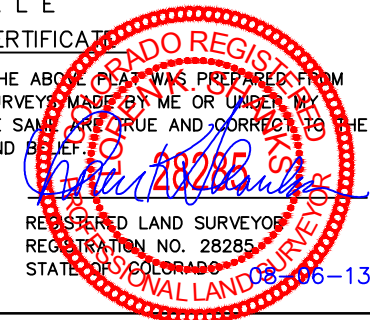 L E
CERTIFICATE
THE ABOVE PLAT WAS PREPARED FROM
SURVEYS MADE BY ME OR UNDER MY
SAME ARE TRUE AND CORRECT TO THE
ND BELIEF.
COLORADO REGISTERED
28285
PROFESSIONAL LAND SURVEYOR
REGISTERED LAND SURVEYOR
REGISTRATION NO. 28285
STATE OF COLORADO
08-06-13